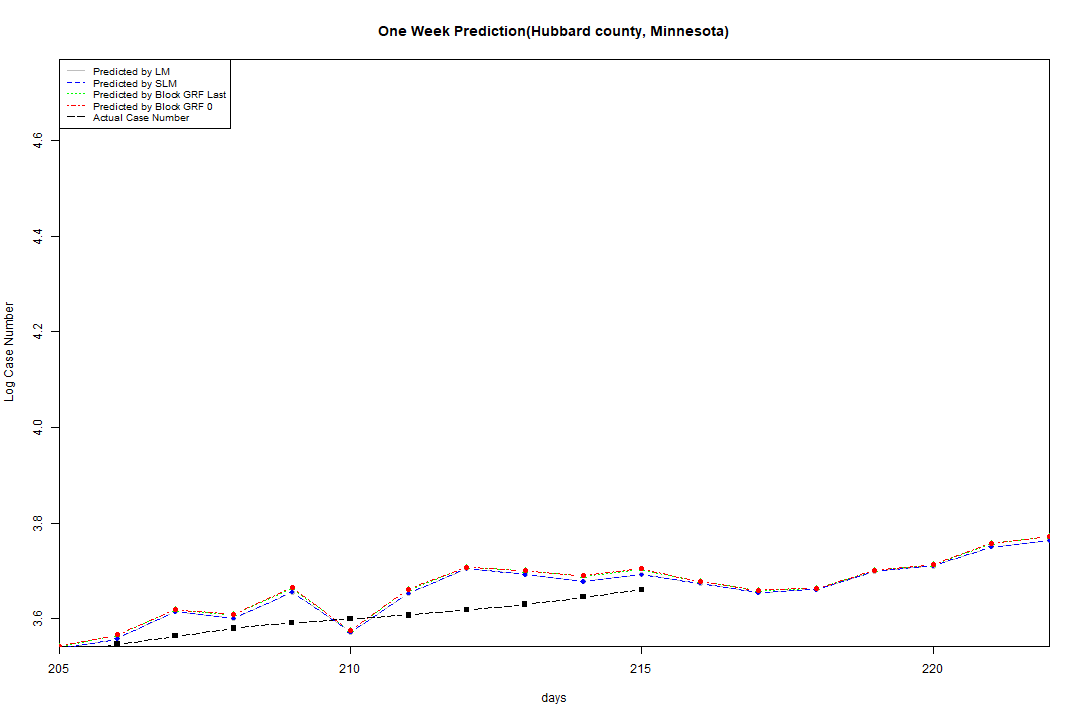 One Week Prediction(Hubbard county, Minnesota)
Predicted by LM
Predicted by SLM
Predicted by Block GRF Last
Predicted by Block GRF 0
Actual Case Number
4.6
4.4
4.2
4.0
3.8
3.6
Log Case Number
205 210 215 220
days